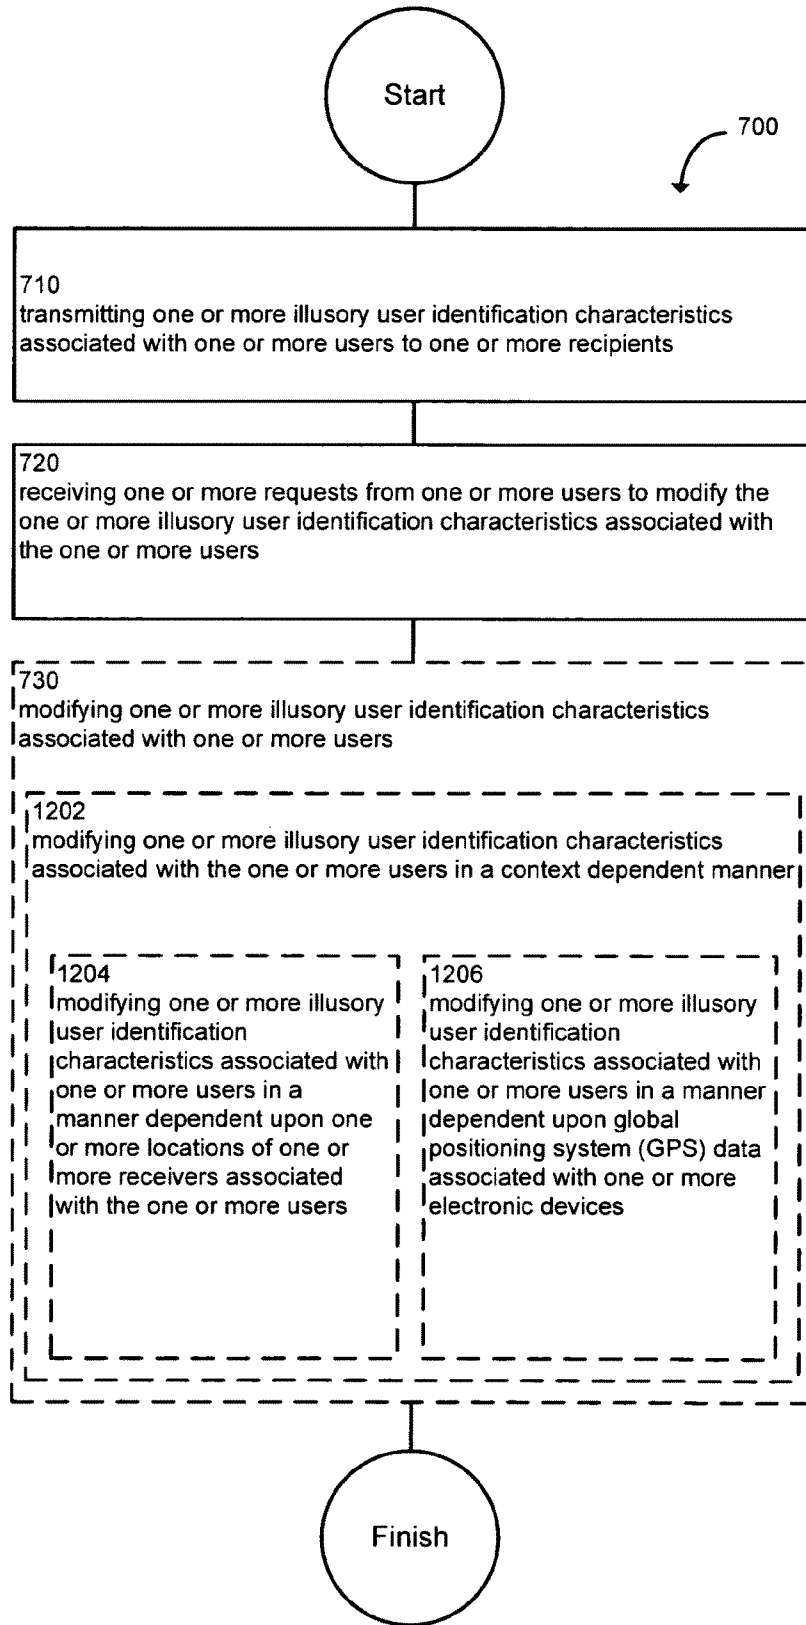 Start
700
710
transmitting one or more illusory user identification characteristics
associated with one or more users to one or more recipients
720
receiving one or more requests from one or more users to modify the
one or more illusory user identification characteristics associated with
the one or more users
730
modifying one or more illusory user identification characteristics
associated with one or more users
1202
modifying one or more illusory user identification characteristics
associated with the one or more users in a context dependent manner
1204
modifying one or more illusory
user identification
characteristics associated with
one or more users in a
manner dependent upon one
or more locations of one or
more receivers associated
with the one or more users
1206
modifying one or more illusory
user identification
characteristics associated with
one or more users in a manner
dependent upon global
positioning system (GPS) data
associated with one or more
electronic devices
Finish